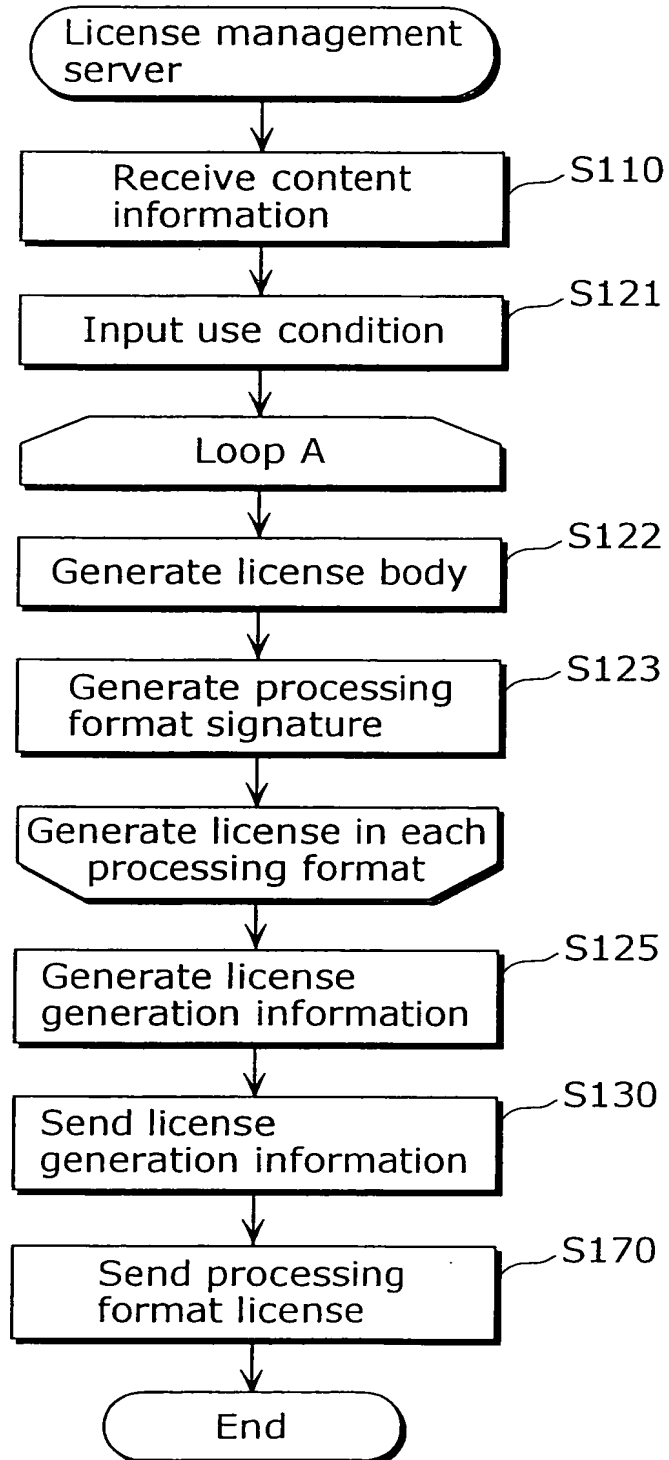 License management
server
Receive content
information
S110
Input use condition
S121
Loop A
Generate license body
S122
Generate processing
format signature
S123
Generate license in each
processing format
Generate license
generation information
S125
Send license
generation information
S130
Send processing
format license
S170
End